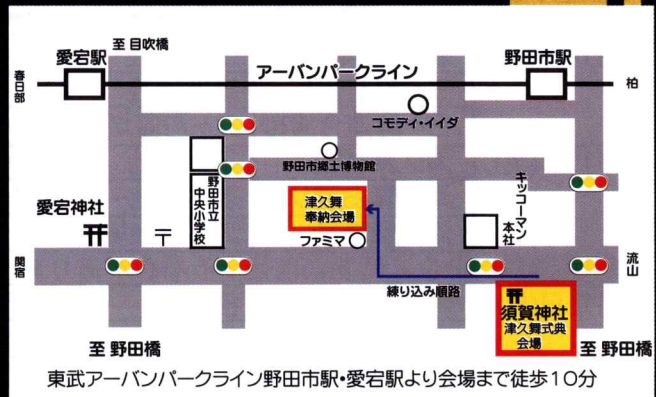 至 目吹橋
愛宕駅
アーバンパークライン
野田市駅
春日部
柏
コモディ・イイダ
野田市郷土博物館
キッコーマン
本社
野田市立
中央小学校
愛宕神社
〒
津久舞
奉納会場
ファミマ
関宿
流山
練り込み順路
須賀神社
津久舞式典
会場
至 野田橋
至 野田橋
東武アーバンパークライン野田市駅・愛宕駅より会場まで徒歩10分